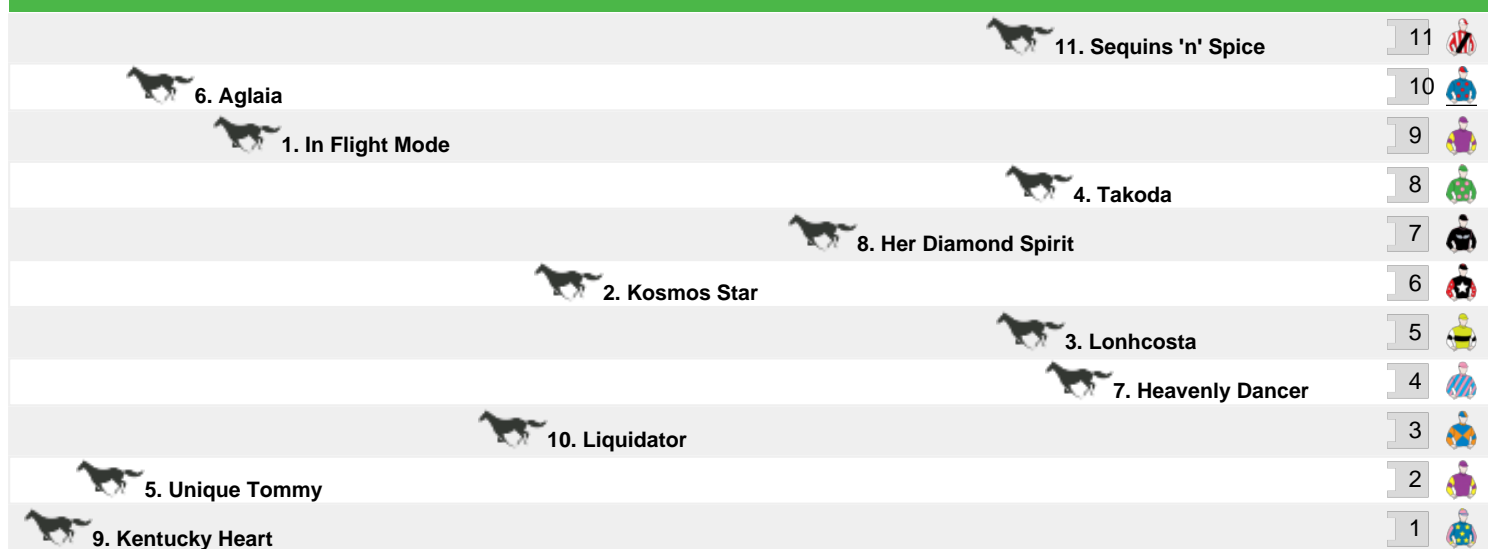 11. Sequins 'n' Spice 11
6. Aglaia 10
1. In Flight Mode 9
4. Takoda 8
8. Her Diamond Spirit 7
2. Kosmos Star 6
3. Lonhcosta 5
7. Heavenly Dancer 4
10. Liquidator 3
5. Unique Tommy 2
9. Kentucky Heart 1